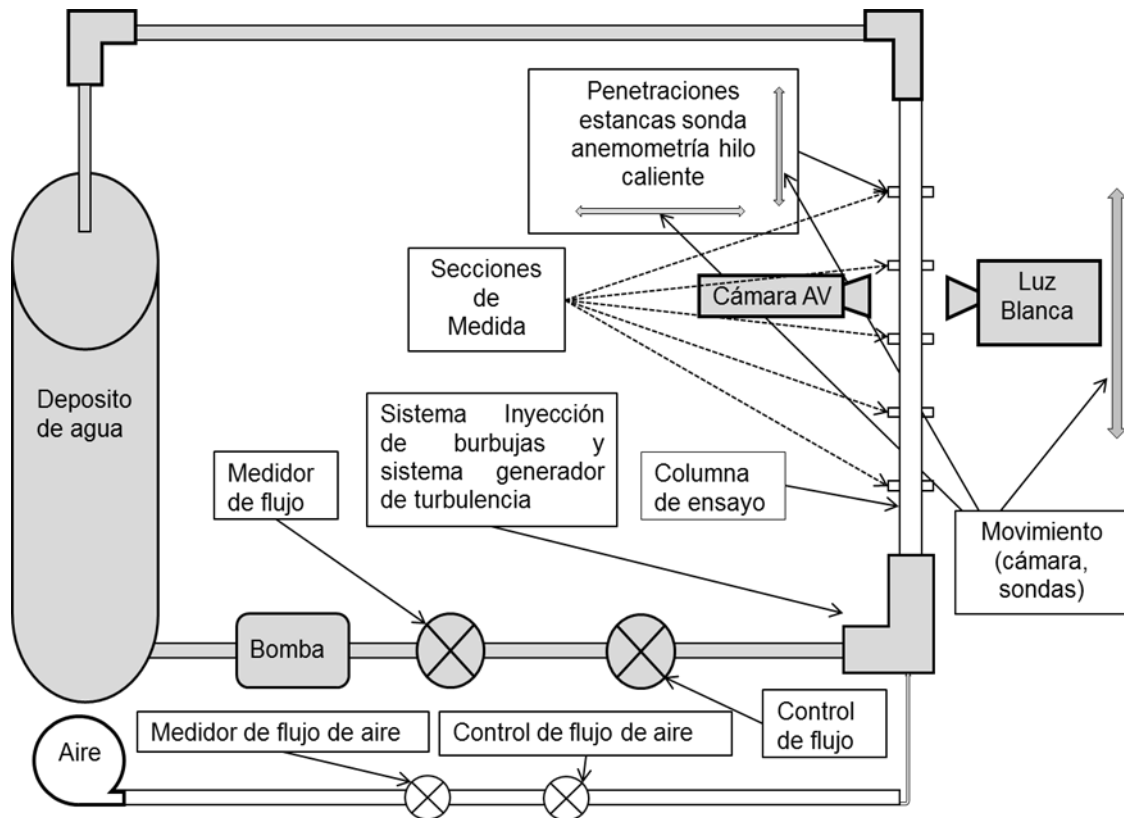 Penetraciones
estancas sonda
anemometría hilo
caliente
Secciones
de
Medida
Cámara AV
Luz
Blanca
Deposito
de agua
Sistema Inyección
de burbujas y
sistema generador
de turbulencia
Medidor
de flujo
Columna
de ensayo
Movimiento
(cámara,
sondas)
Bomba
Control
de flujo
Medidor de flujo de aire
Control de flujo de aire
Aire